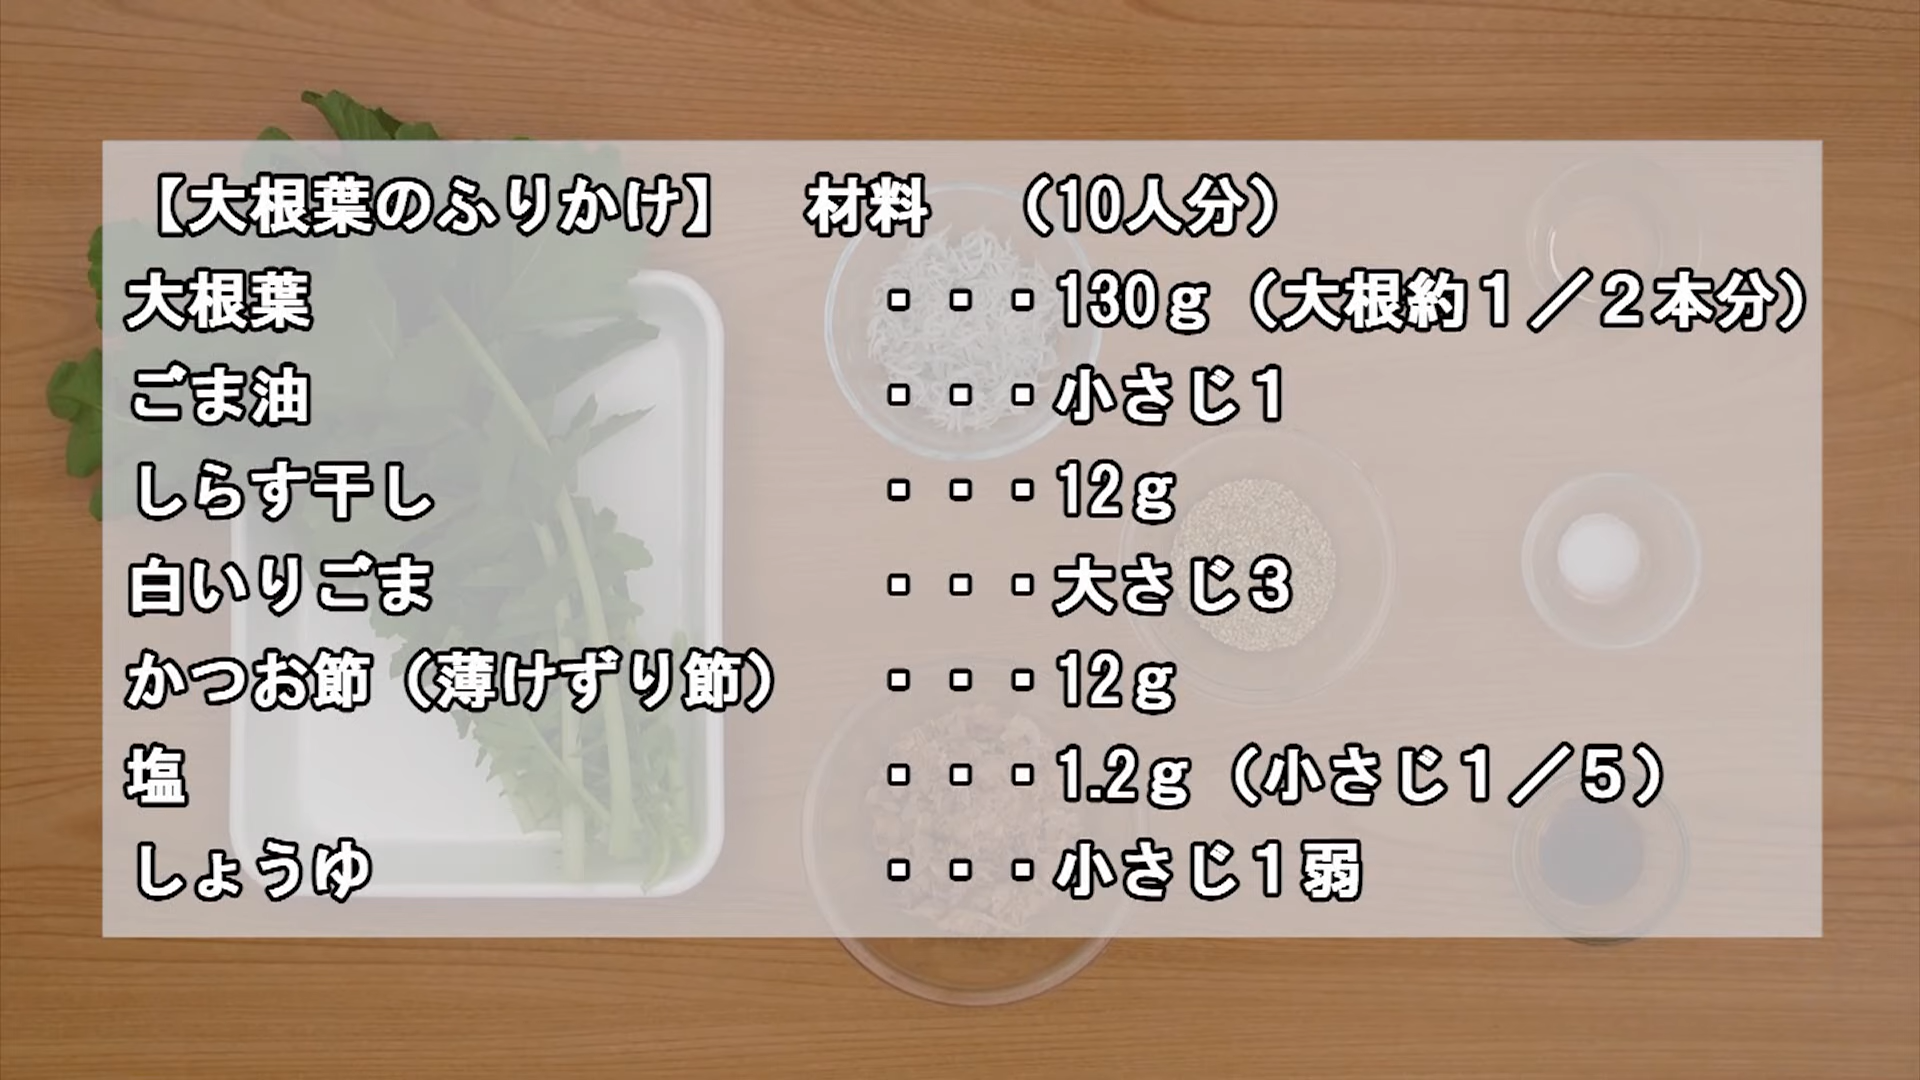 【大根葉のふりかけ】　材料　（10人分）
大根葉　・・・130ｇ（大根約１／２本分）
ごま油　・・・小さじ１
しらす干し　・・・12ｇ
白いりごま　・・・大さじ３
かつお節（薄けずり節）　・・・12ｇ
塩　・・・1.2ｇ（小さじ１／５）
しょうゆ　・・・小さじ１弱